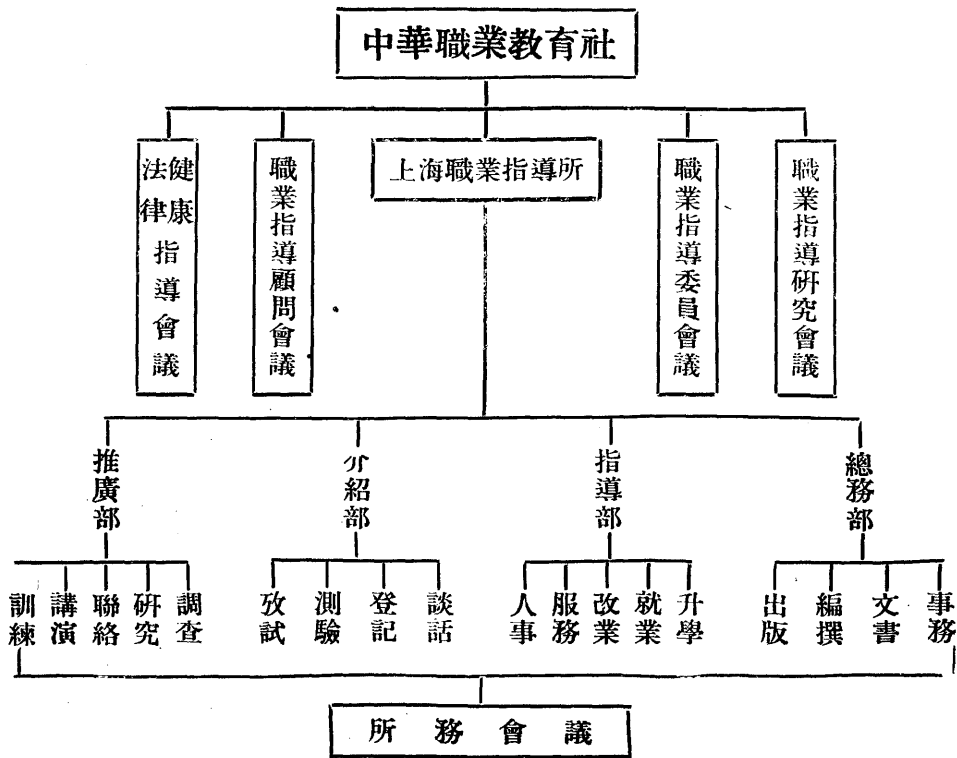 中華職業教育社
職業指導研究會議
職業指導委員會議
上海職業指導所
職業指導顧問會議
健康
法律
指導會議
總務部
指導部
介紹部
推廣部
事務
文書
編撰
出版
升學
就業
改業
服務
人事
談話
登記
測驗
攷試
調查
研究
聯絡
講演
訓練
所務會議